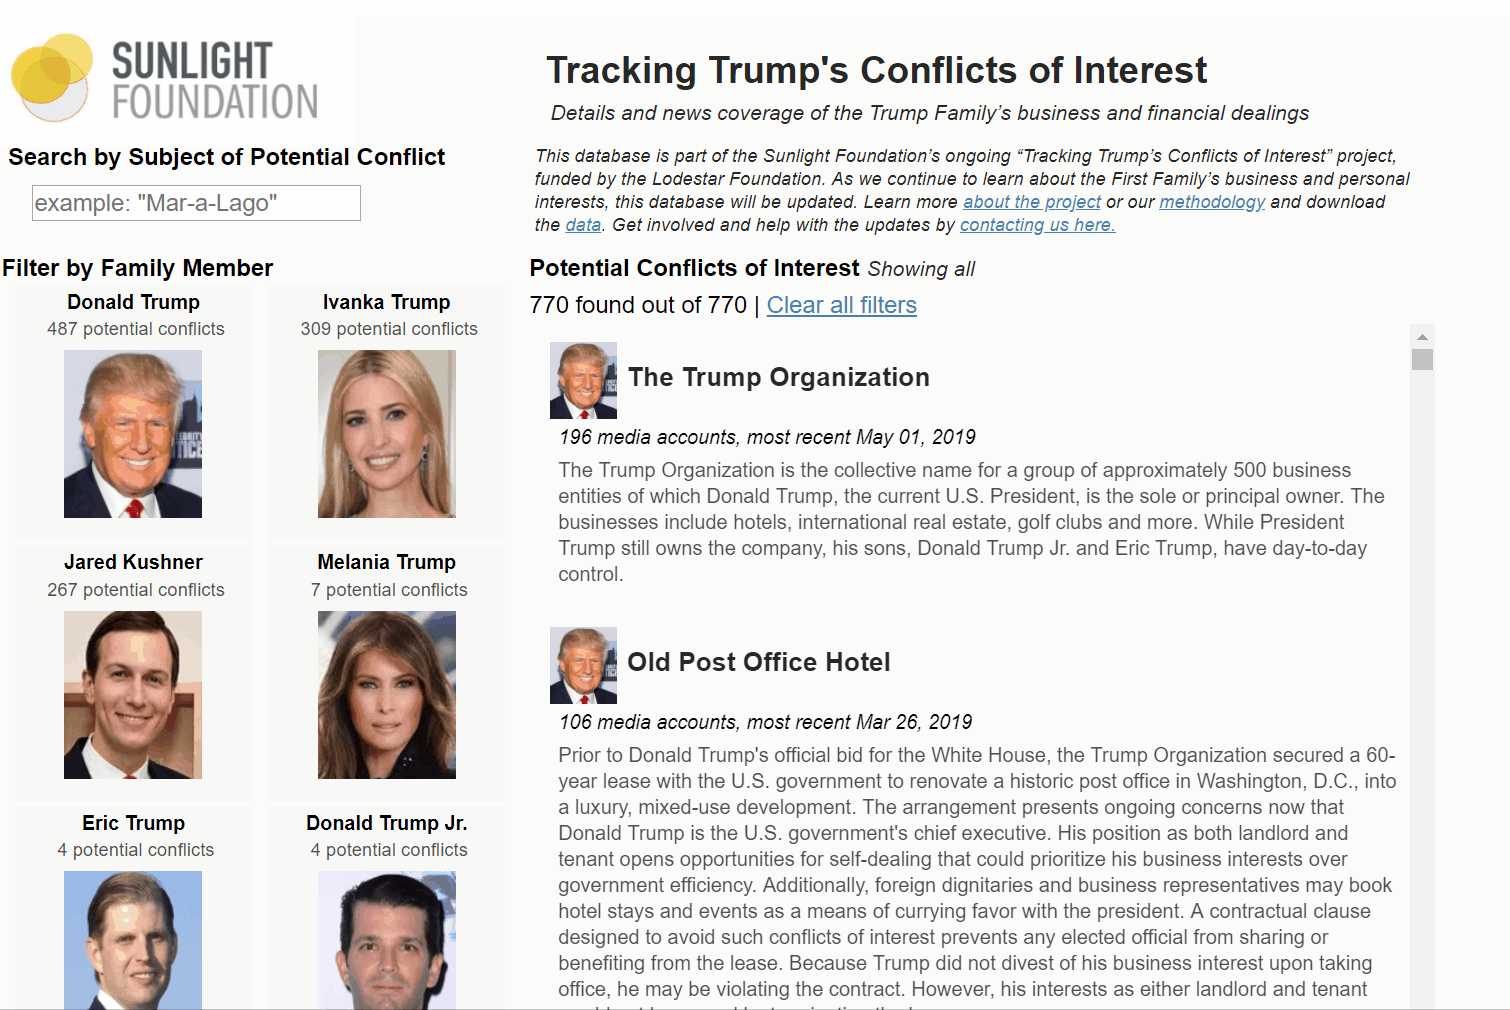 SUNLIGHT
FOUNDATION
Tracking Trump's Conflicts of Interest
Details and news coverage of the Trump Family’s business and financial dealings
Search by Subject of Potential Conflict
example: "Mar-a-Lago"
This database is part of the Sunlight Foundation’s ongoing “Tracking Trump’s Conflicts of Interest” project,
funded by the Lodestar Foundation. As we continue to learn about the First Family’s business and personal
interests, this database will be updated. Learn more about the project or our methodology and download
the data. Get involved and help with the updates by contacting us here.
Filter by Family Member
Donald Trump
487 potential conflicts
Ivanka Trump
309 potential conflicts
Jared Kushner
267 potential conflicts
Melania Trump
7 potential conflicts
Eric Trump
4 potential conflicts
Donald Trump Jr.
4 potential conflicts
Potential Conflicts of Interest Showing all
770 found out of 770 | Clear all filters
The Trump Organization
196 media accounts, most recent May 01, 2019
The Trump Organization is the collective name for a group of approximately 500 business
entities of which Donald Trump, the current U.S. President, is the sole or principal owner. The
businesses include hotels, international real estate, golf clubs and more. While President
Trump still owns the company, his sons, Donald Trump Jr. and Eric Trump, have day-to-day
control.
Old Post Office Hotel
106 media accounts, most recent Mar 26, 2019
Prior to Donald Trump's official bid for the White House, the Trump Organization secured a 60-
year lease with the U.S. government to renovate a historic post office in Washington, D.C., into
a luxury, mixed-use development. The arrangement presents ongoing concerns now that
Donald Trump is the U.S. government's chief executive. His position as both landlord and
tenant opens opportunities for self-dealing that could prioritize his business interests over
government efficiency. Additionally, foreign dignitaries and business representatives may book
hotel stays and events as a means of currying favor with the president. A contractual clause
designed to avoid such conflicts of interest prevents any elected official from sharing or
benefiting from the lease. Because Trump did not divest of his business interest upon taking
office, he may be violating the contract. However, his interests as either landlord and tenant